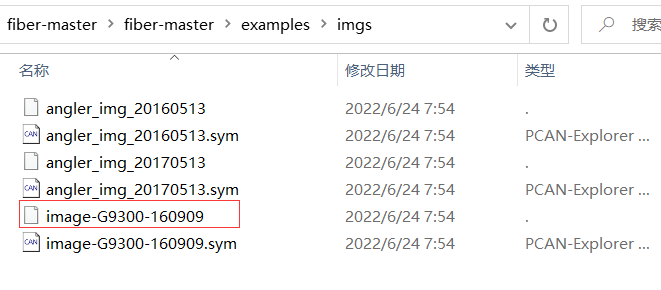 fiber-master > fiber-master > examples > imgs 搜索
名称 修改日期 类型
angler_img_20160513 2022/6/24 7:54 .
angler_img_20160513.sym 2022/6/24 7:54 PCAN-Explorer ...
angler_img_20170513 2022/6/24 7:54 .
angler_img_20170513.sym 2022/6/24 7:54 PCAN-Explorer ...
image-G9300-160909 2022/6/24 7:54 .
image-G9300-160909.sym 2022/6/24 7:54 PCAN-Explorer ...